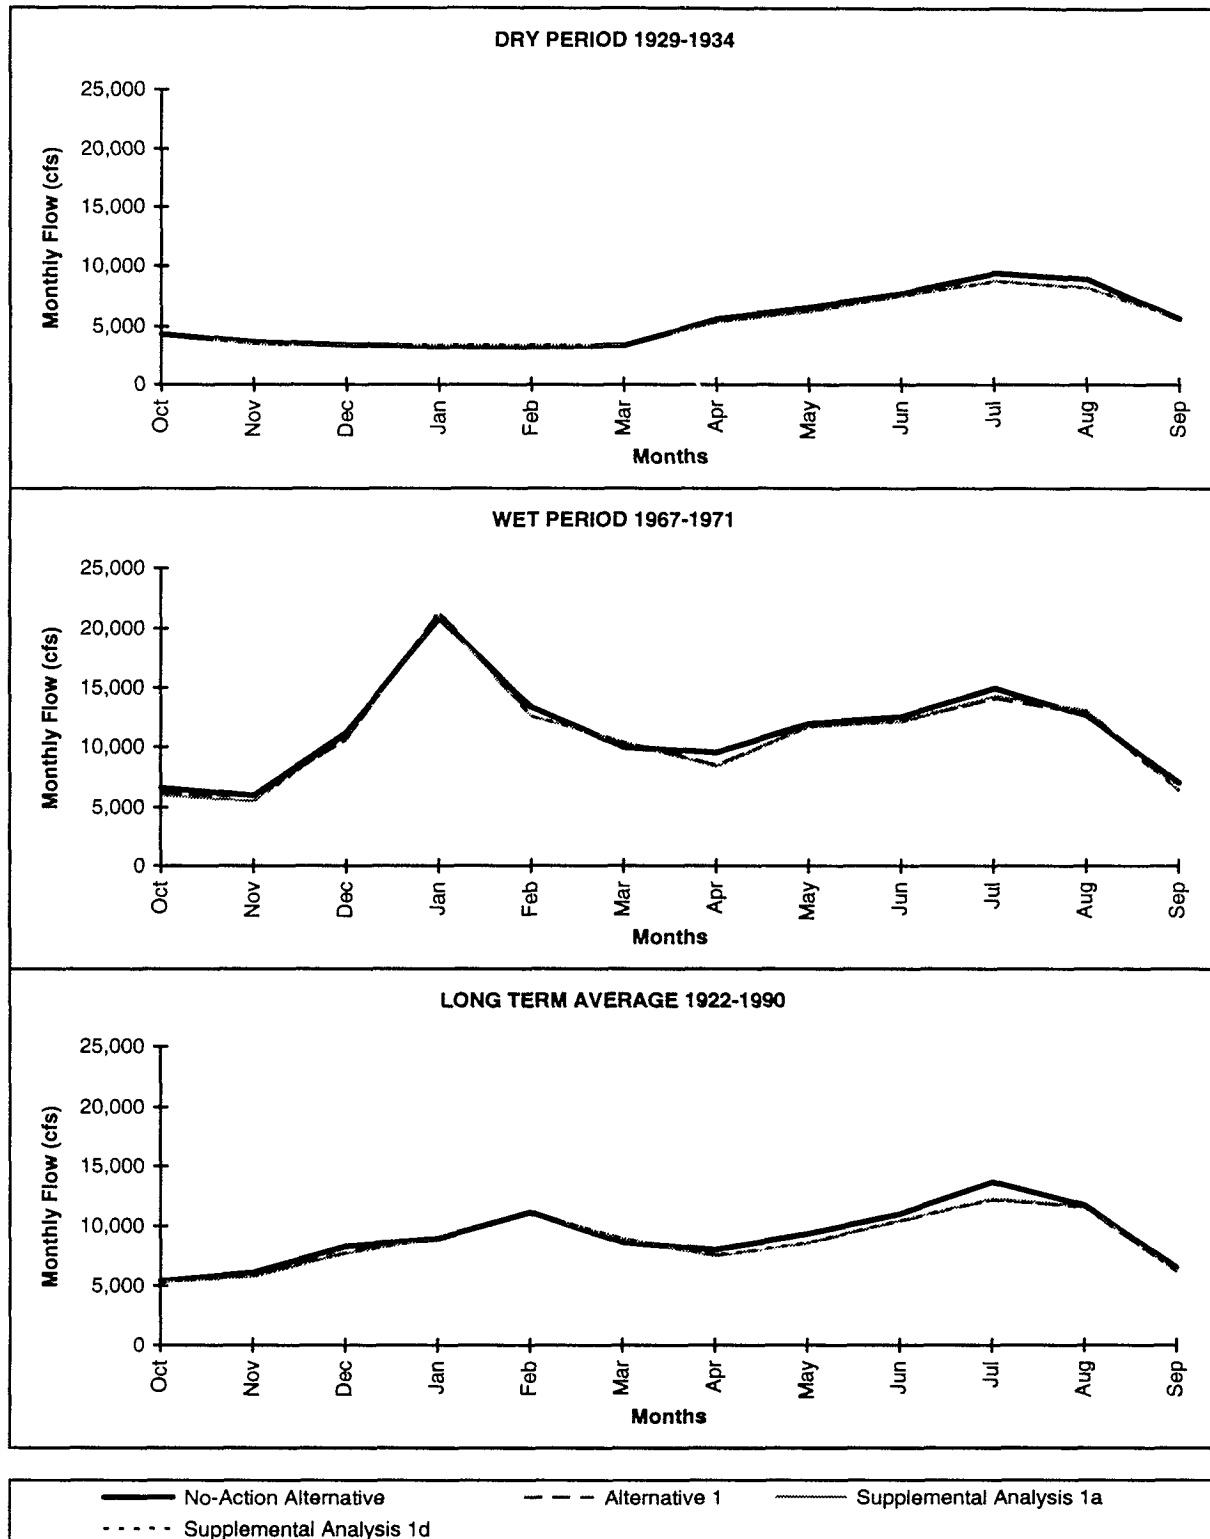 DRY PERIOD 1929-1934
Monthly Flow (cfs)
25,000
20,000
15,000
10,000
5,000
0
Oct
Nov
Dec
Jan
Feb
Mar
Apr
May
Jun
Jul
Aug
Sep
Months
WET PERIOD 1967-1971
Monthly Flow (cfs)
25,000
20,000
15,000
10,000
5,000
0
Oct
Nov
Dec
Jan
Feb
Mar
Apr
May
Jun
Jul
Aug
Sep
Months
LONG TERM AVERAGE 1922-1990
Monthly Flow (cfs)
25,000
20,000
15,000
10,000
5,000
0
Oct
Nov
Dec
Jan
Feb
Mar
Apr
May
Jun
Jul
Aug
Sep
Months
No-Action Alternative
Alternative 1
Supplemental Analysis 1a
Supplemental Analysis 1d